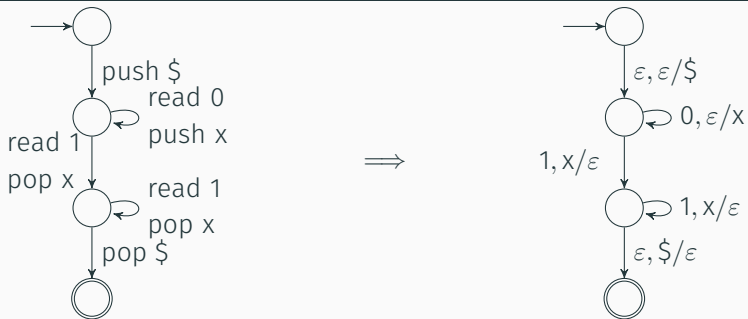 push $
read 0
push x
read 1
pop x
read 1
pop x
pop $
⟹
ε, ε/$
0, ε/x
1, x/ε
1, x/ε
ε, $/ε